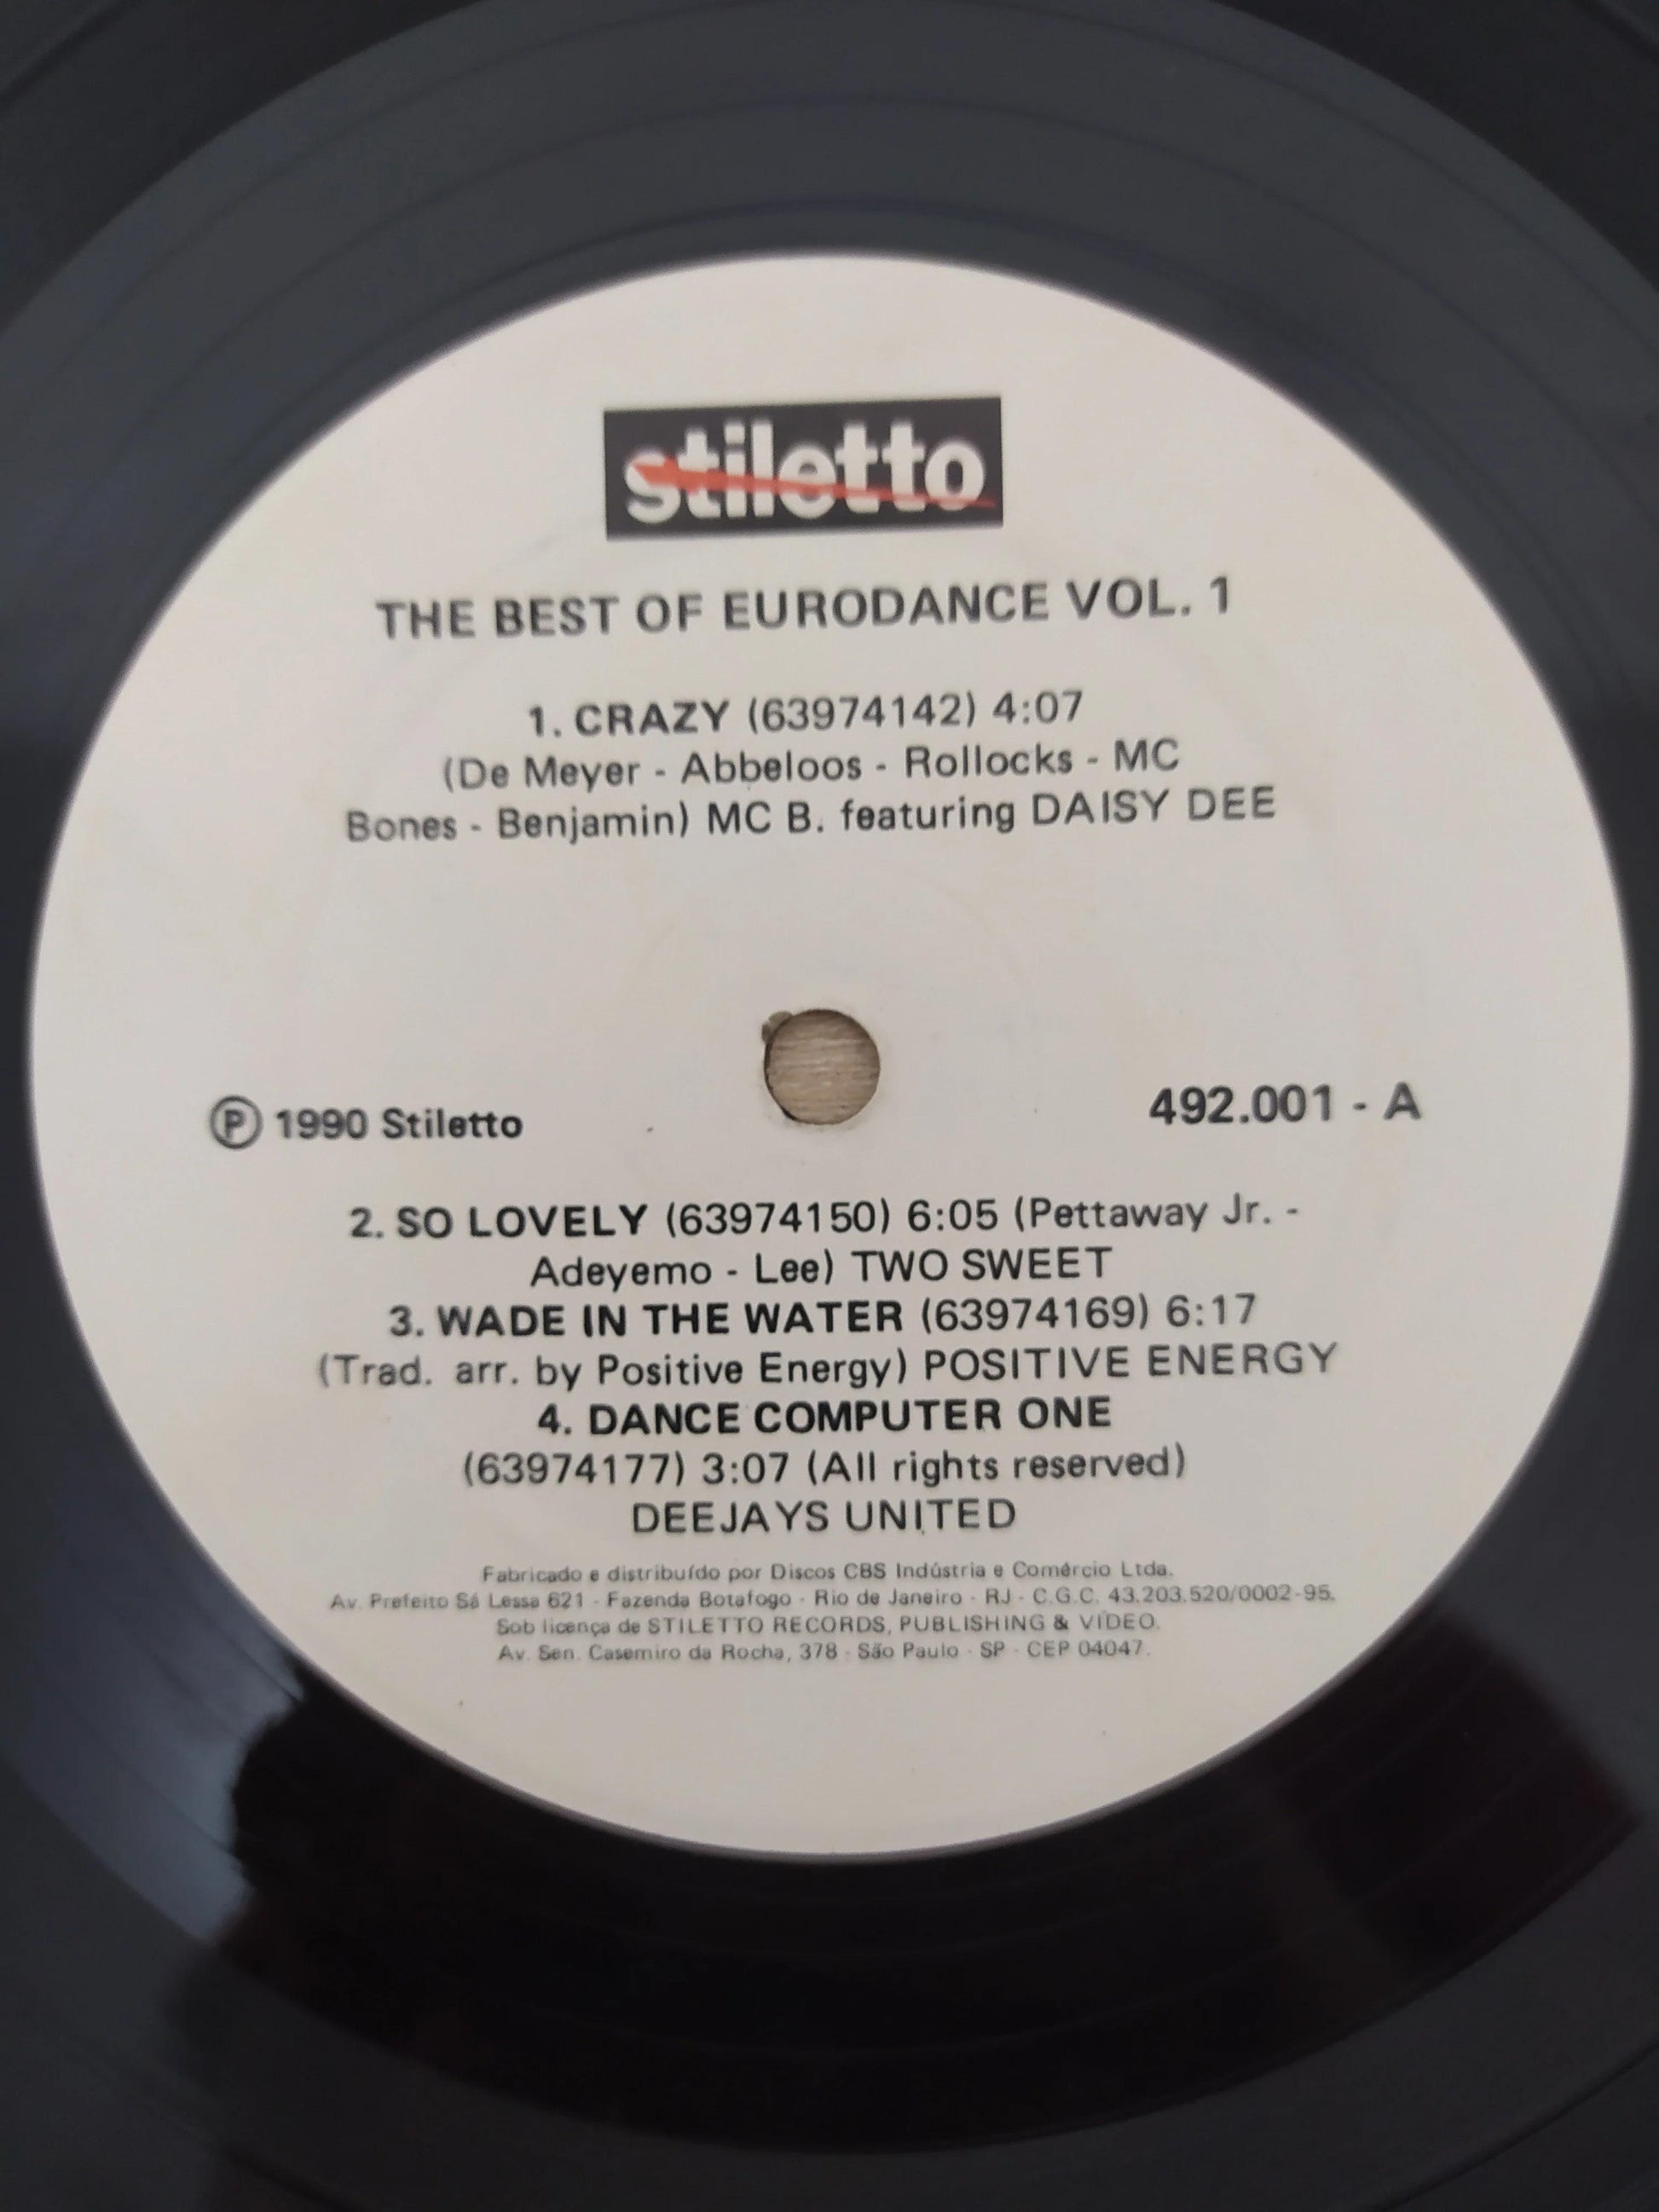 stiletto
THE BEST OF EURODANCE VOL. 1
1. CRAZY (63974142) 4:07
(De Meyer - Abbeloos - Rollocks - MC
Bones - Benjamin) MC B. featuring DAISY DEE
Ⓟ 1990 Stiletto
492.001 - A
2. SO LOVELY (63974150) 6:05 (Pettaway Jr. -
Adeyemo - Lee) TWO SWEET
3. WADE IN THE WATER (63974169) 6:17
(Trad. arr. by Positive Energy) POSITIVE ENERGY
4. DANCE COMPUTER ONE
(63974177) 3:07 (All rights reserved)
DEEJAYS UNITED
Fabricado e distribuído por Discos CBS Indústria e Comércio Ltda.
Av. Prefeito Sá Lessa 621 - Fazenda Botafogo - Rio de Janeiro - RJ - C.G.C. 43.203.520/0002-95.
Sob licença de STILETTO RECORDS, PUBLISHING & VÍDEO.
Av. Sen. Casemiro da Rocha, 378 - São Paulo - SP - CEP 04047.